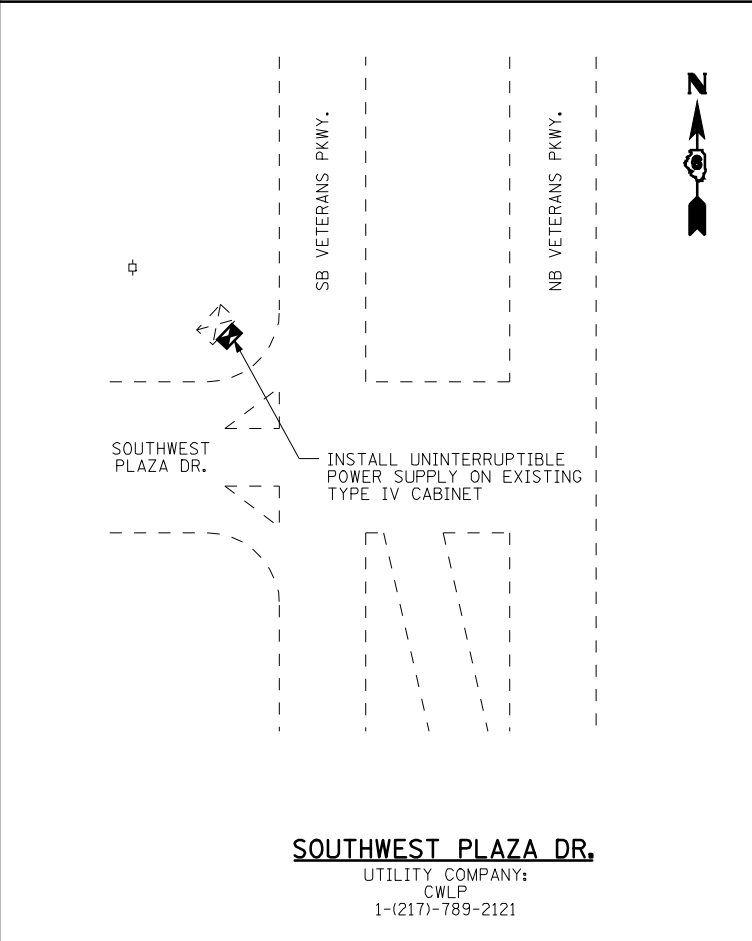 N
6
SB VETERANS PKWY.
NB VETERANS PKWY.
SOUTHWEST
PLAZA DR.
INSTALL UNINTERRUPTIBLE
POWER SUPPLY ON EXISTING
TYPE IV CABINET
SOUTHWEST PLAZA DR.
UTILITY COMPANY:
CWLP
1-(217)-789-2121